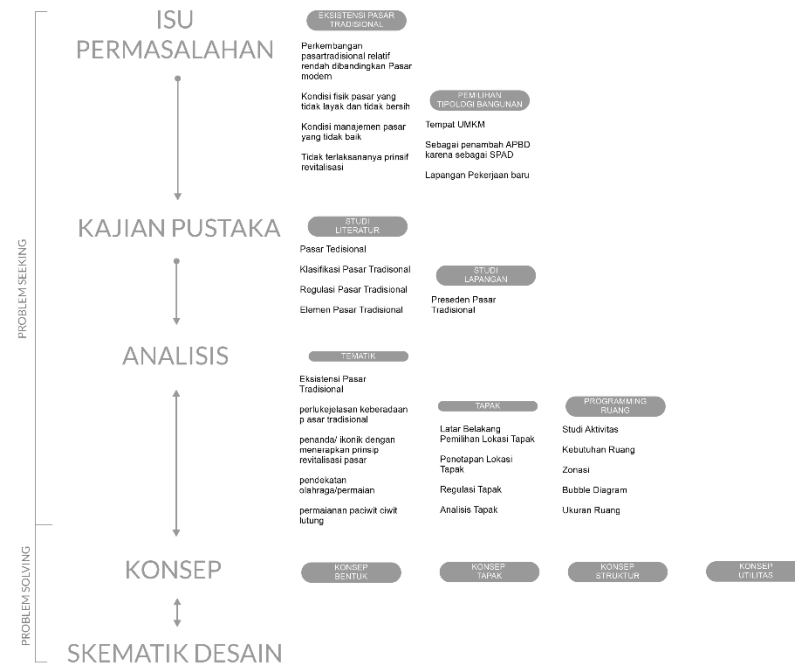 ISU
PERMASALAHAN
EKSISTENSI PASAR
TRADISIONAL
Perkembangan
pasartradisional relatif
rendah dibandingkan Pasar
modern
Kondisi fisik pasar yang
tidak layak dan tidak bersih
Kondisi manajemen pasar
yang tidak baik
Tidak terlaksananya prinsif
revitalisasi
PEMILIHAN
TIPOLOGI BANGUNAN
Tempat UMKM
Sebagai penambah APBD
karena sebagai SPAD
Lapangan Pekerjaan baru
PROBLEM SEEKING
KAJIAN PUSTAKA
STUDI
LITERATUR
Pasar Tedisional
Klasifikasi Pasar Tradisonal
Regulasi Pasar Tradisional
Elemen Pasar Tradisional
STUDI
LAPANGAN
Preseden Pasar
Tradisional
ANALISIS
TEMATIK
Eksistensi Pasar
Tradisional
perlukejelasan keberadaan
p asar tradisional
penanda/ ikonik dengan
menerapkan prinsip
revitalisasi pasar
pendekatan
olahraga/permaian
permaianan paciwit ciwit
lutung
TAPAK
Latar Belakang
Pemilihan Lokasi Tapak
Penetapan Lokasi
Tapak
Regulasi Tapak
Analisis Tapak
PROGRAMMING
RUANG
Studi Aktivitas
Kebutuhan Ruang
Zonasi
Bubble Diagram
Ukuran Ruang
PROBLEM SOLVING
KONSEP
KONSEP
BENTUK
KONSEP
TAPAK
KONSEP
STRUKTUR
KONSEP
UTILITAS
SKEMATIK DESAIN